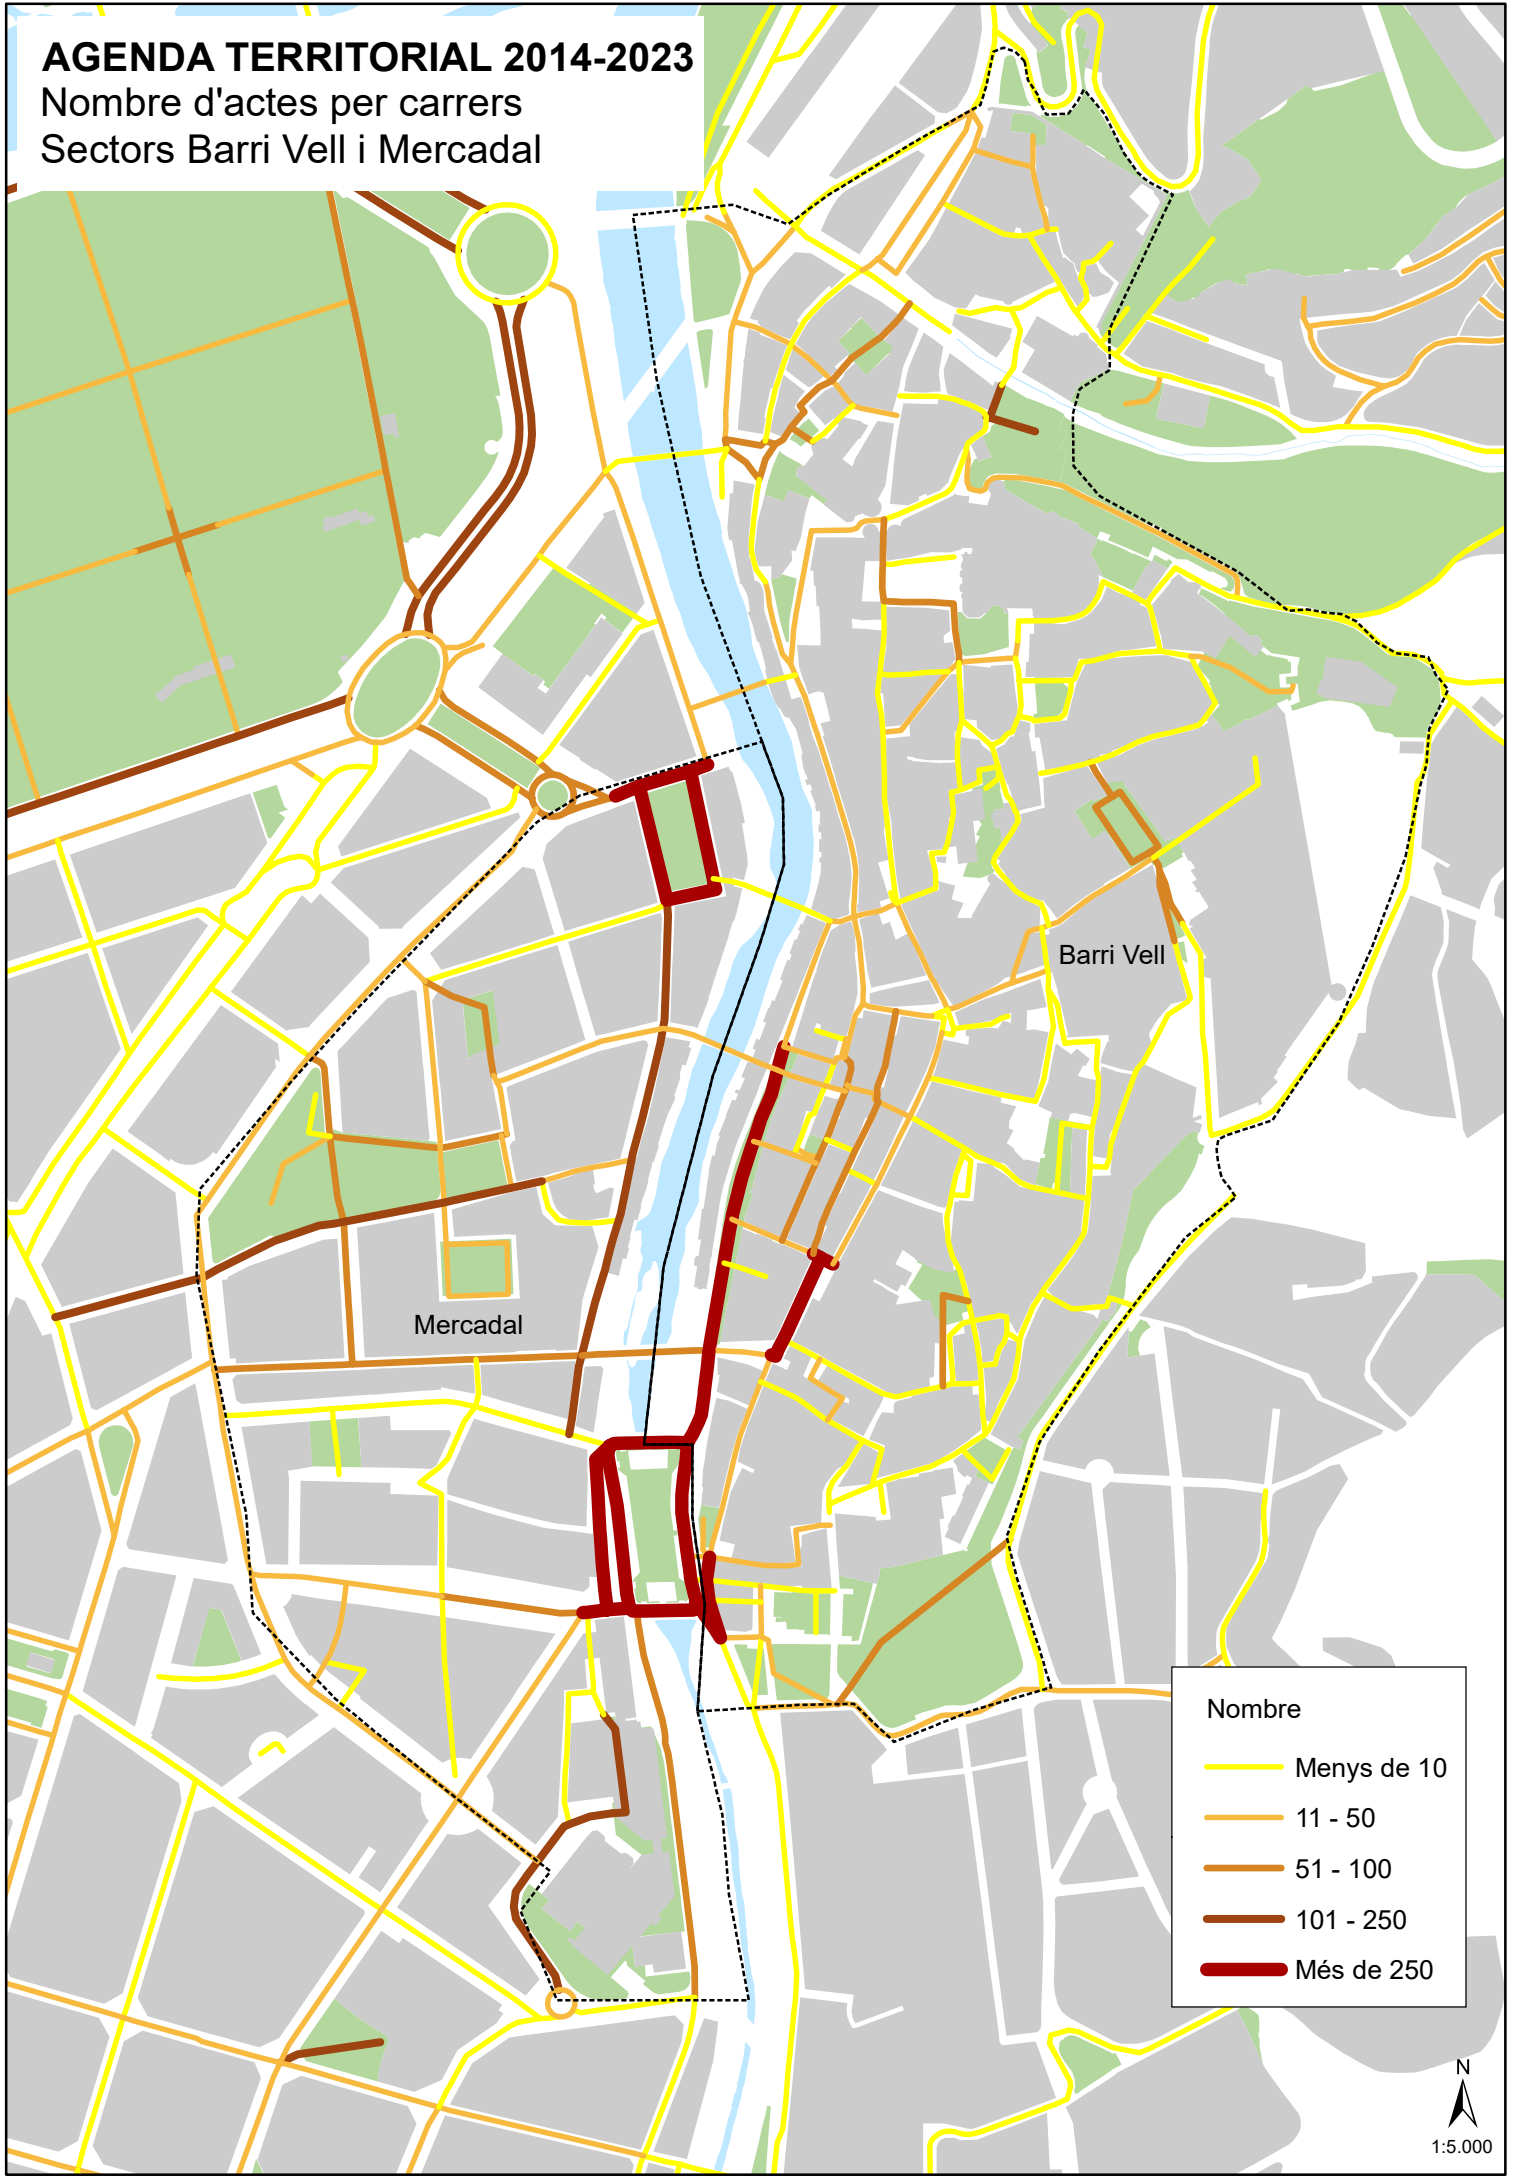 AGENDA TERRITORIAL 2014-2023
Nombre d'actes per carrers
Sectors Barri Vell i Mercadal
Barri Vell
Mercadal
Nombre
Menys de 10
11 - 50
51 - 100
101 - 250
Més de 250
N
1:5.000